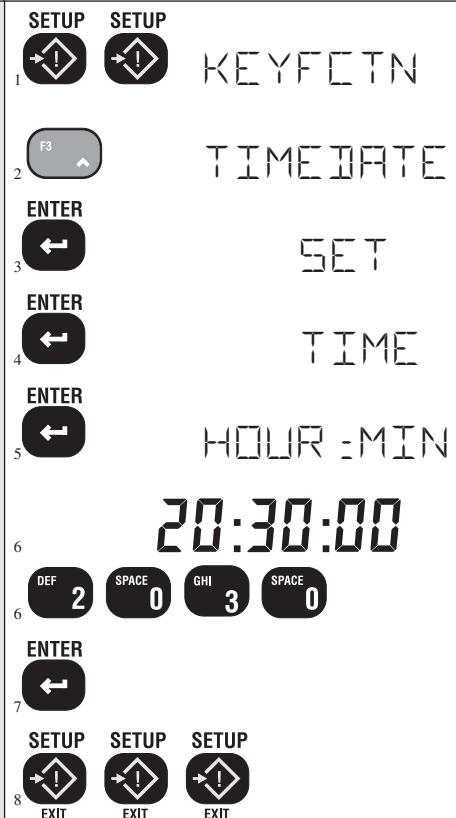 SETUP SETUP
1 KEYFCTN
F3
2 TIMEDATE
ENTER
3 SET
ENTER
4 TIME
ENTER
5 HOUR:MIN
6 20:30:00
DEF SPACE GHI SPACE
6 2 0 3 0
ENTER
7
SETUP SETUP SETUP
8
EXIT EXIT EXIT